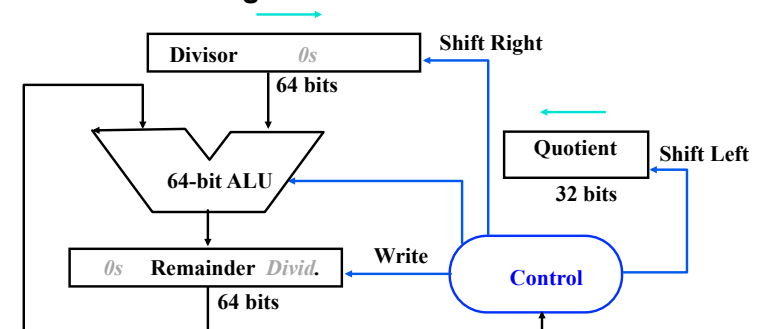 Shift Right
Divisor 0s
64 bits
Quotient
Shift Left
64-bit ALU
32 bits
Write
0s Remainder Divid.
Control
64 bits